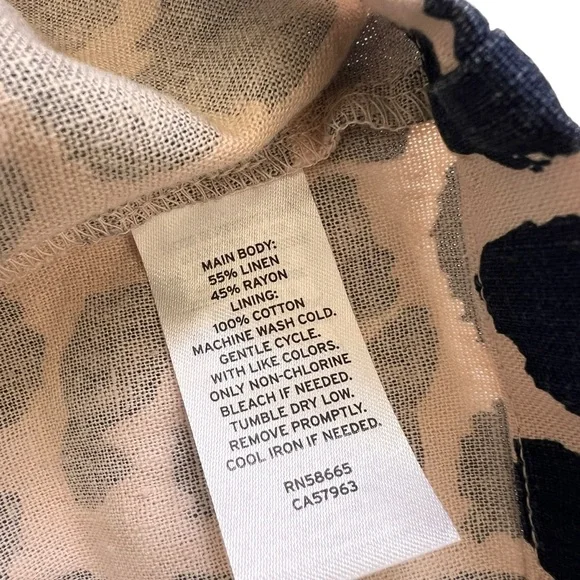 MAIN BODY:
55% LINEN
45% RAYON
LINING:
100% COTTON
MACHINE WASH COLD.
GENTLE CYCLE.
WITH LIKE COLORS.
ONLY NON-CHLORINE
BLEACH IF NEEDED.
TUMBLE DRY LOW.
REMOVE PROMPTLY.
COOL IRON IF NEEDED.
RN58665
CA57963